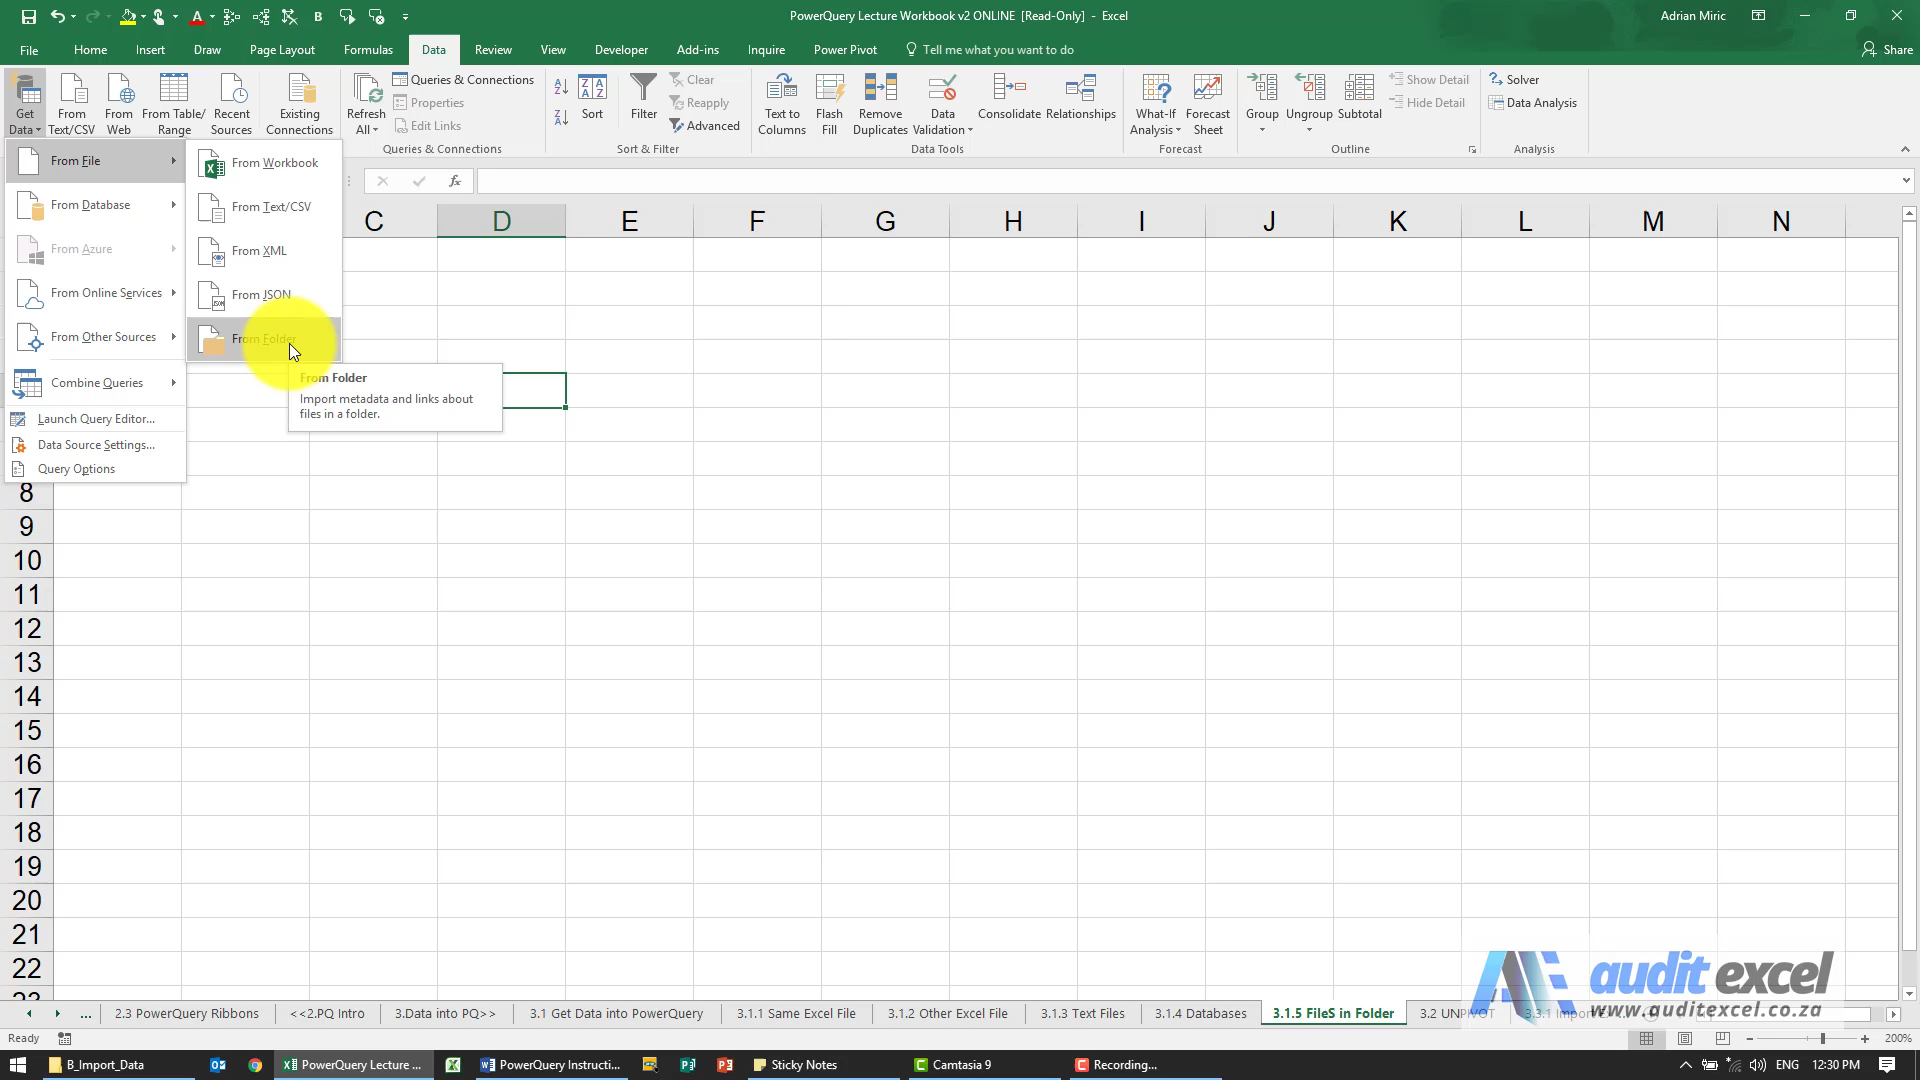 PowerQuery Lecture Workbook v2 ONLINE [Read-Only] - Excel
Adrian Miric
File Home Insert Draw Page Layout Formulas Data Review View Developer Add-ins Inquire Power Pivot Tell me what you want to do Share
Get Data
From Text/CSV
From Web
From Table/ Range
Recent Sources
Existing Connections
Refresh All
Queries & Connections
Properties
Edit Links
Queries & Connections
Sort
Filter
Clear
Reapply
Advanced
Sort & Filter
Text to Columns
Flash Fill
Remove Duplicates
Data Validation
Consolidate
Relationships
Data Tools
What-If Analysis
Forecast Sheet
Forecast
Group
Ungroup
Subtotal
Show Detail
Hide Detail
Outline
Solver
Data Analysis
Analysis
From File
From Database
From Azure
From Online Services
From Other Sources
Combine Queries
Launch Query Editor...
Data Source Settings...
Query Options
From Workbook
From Text/CSV
From XML
From JSON
From Folder
From Folder
Import metadata and links about
files in a folder.
fx
C D E F G H I J K L M N
8
9
10
11
12
13
14
15
16
17
18
19
20
21
22
23
audit excel
www.auditexcel.co.za
... 2.3 PowerQuery Ribbons <<2.PQ Intro 3.Data into PQ>> 3.1 Get Data into PowerQuery 3.1.1 Same Excel File 3.1.2 Other Excel File 3.1.3 Text Files 3.1.4 Databases 3.1.5 FileS in Folder 3.2 UNPIVOT
Ready
200%
B_Import_Data
PowerQuery Lecture ...
PowerQuery Instructi...
Sticky Notes
Camtasia 9
Recording...
ENG 12:30 PM